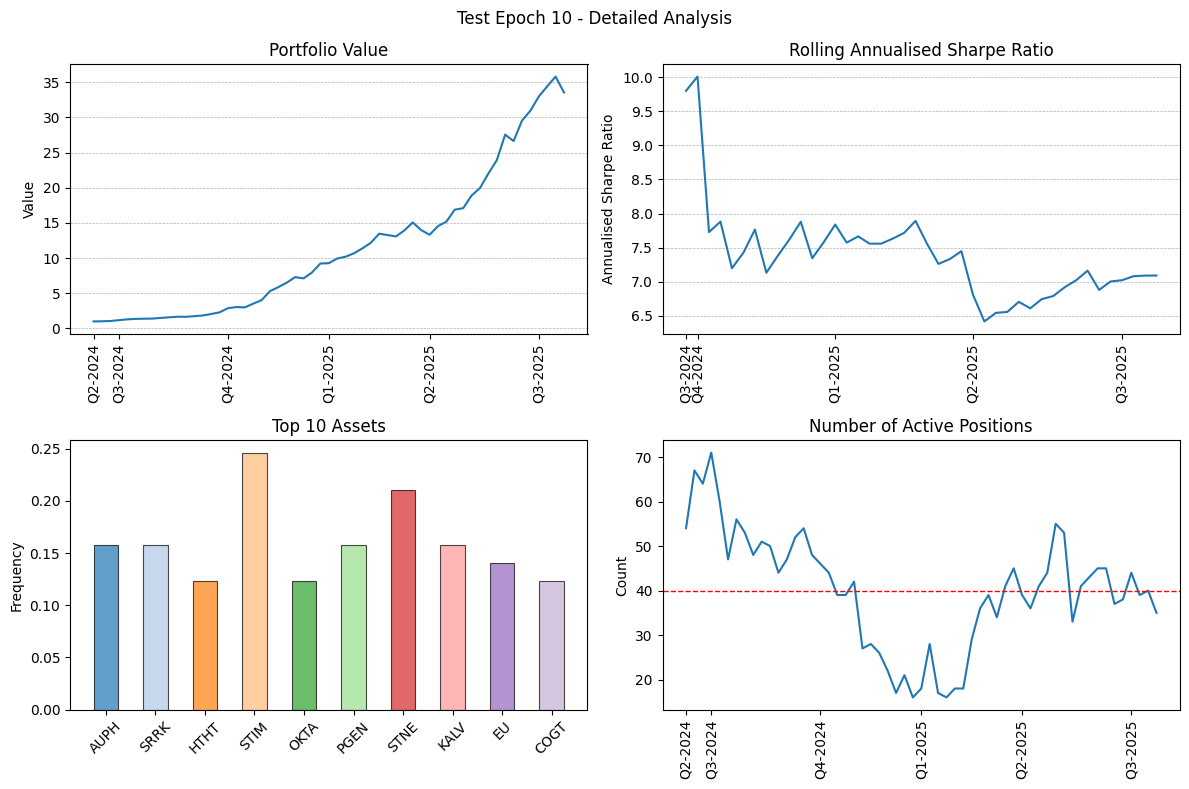 Test Epoch 10 - Detailed Analysis
Portfolio Value
Value
35
30
25
20
15
10
5
0
Q2-2024
Q3-2024
Q4-2024
Q1-2025
Q2-2025
Q3-2025
Rolling Annualised Sharpe Ratio
Annualised Sharpe Ratio
10.0
9.5
9.0
8.5
8.0
7.5
7.0
6.5
Q3-2024
Q4-2024
Q1-2025
Q2-2025
Q3-2025
Top 10 Assets
Frequency
0.25
0.20
0.15
0.10
0.05
0.00
AUPH
SRRK
HTHT
STIM
OKTA
PGEN
STNE
KALV
EU
COGT
Number of Active Positions
Count
70
60
50
40
30
20
Q2-2024
Q3-2024
Q4-2024
Q1-2025
Q2-2025
Q3-2025